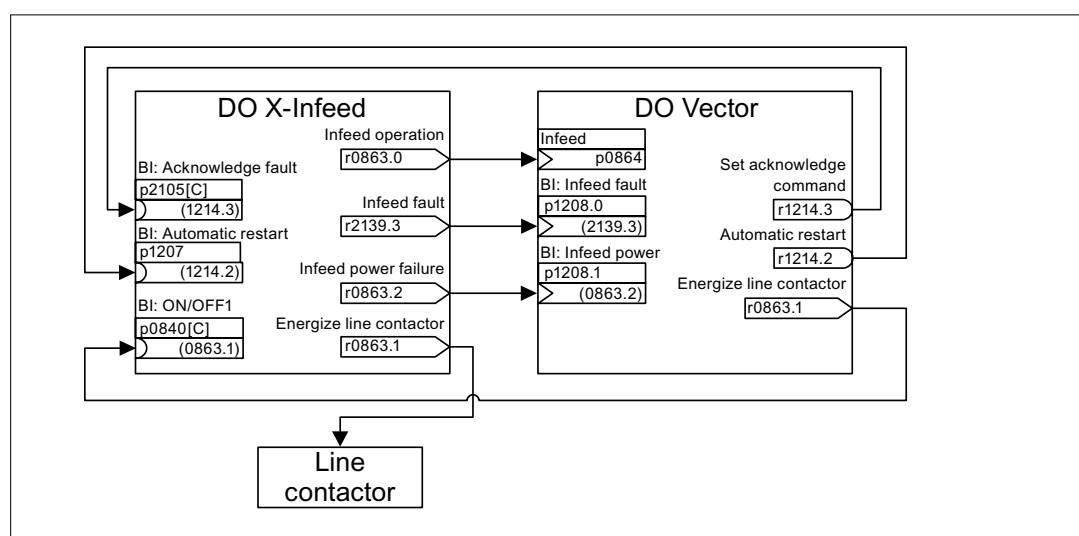 DO X-Infeed
Infeed operation
r0863.0
BI: Acknowledge fault
p2105[C]
(1214.3)
Infeed fault
r2139.3
BI: Automatic restart
p1207
(1214.2)
Infeed power failure
r0863.2
BI: ON/OFF1
p0840[C]
(0863.1)
Energize line contactor
r0863.1
DO Vector
Infeed
p0864
BI: Infeed fault
p1208.0
(2139.3)
BI: Infeed power
p1208.1
(0863.2)
Set acknowledge
command
r1214.3
Automatic restart
r1214.2
Energize line contactor
r0863.1
Line
contactor